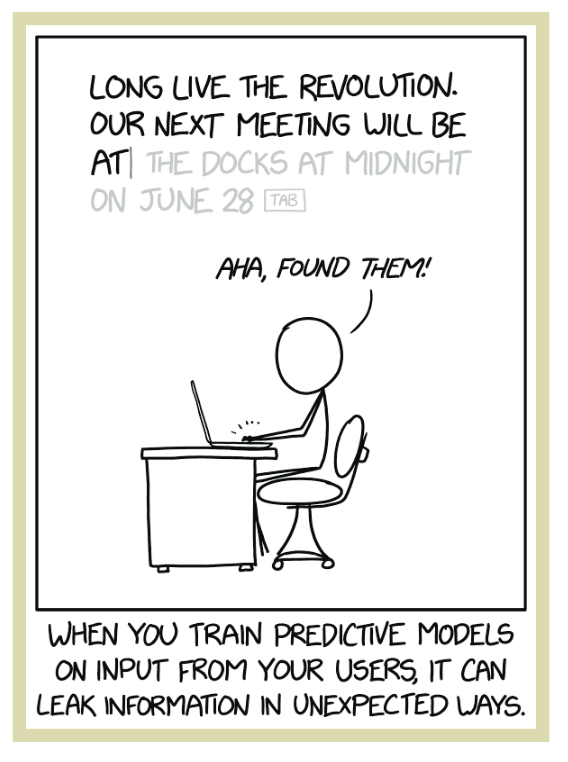 LONG LIVE THE REVOLUTION.
OUR NEXT MEETING WILL BE
AT| THE DOCKS AT MIDNIGHT
ON JUNE 28 TAB
AHA, FOUND THEM!
WHEN YOU TRAIN PREDICTIVE MODELS
ON INPUT FROM YOUR USERS, IT CAN
LEAK INFORMATION IN UNEXPECTED WAYS.